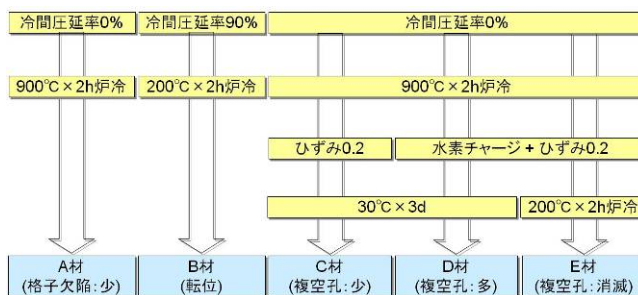 冷間圧延率0%
冷間圧延率90%
冷間圧延率0%
900℃×2h炉冷
200℃×2h炉冷
900℃×2h炉冷
ひずみ0.2
水素チャージ + ひずみ0.2
30℃×3d
200℃×2h炉冷
A材
(格子欠陥:少)
B材
(転位)
C材
(複空孔:少)
D材
(複空孔:多)
E材
(複空孔:消滅)